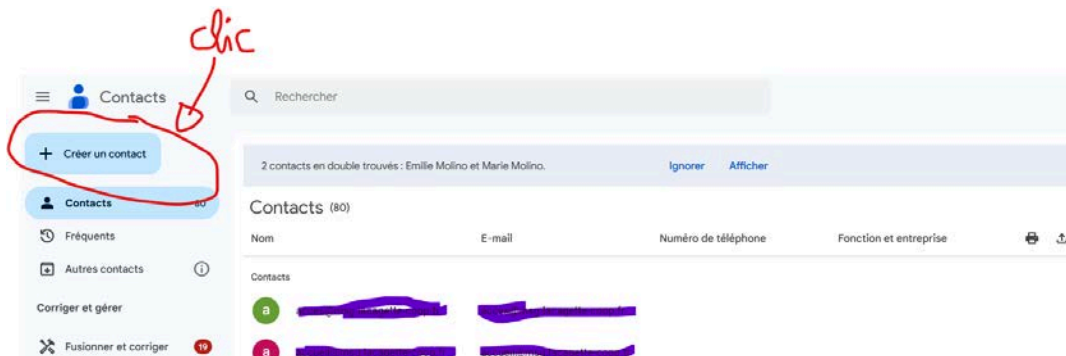 clic
Contacts
Rechercher
Créer un contact
2 contacts en double trouvés : Emilie Molino et Marie Molino. Ignorer Afficher
Contacts 80
Contacts (80)
Fréquents
Nom E-mail Numéro de téléphone Fonction et entreprise
Autres contacts
Contacts
Corriger et gérer
a
Fusionner et corriger 19
a